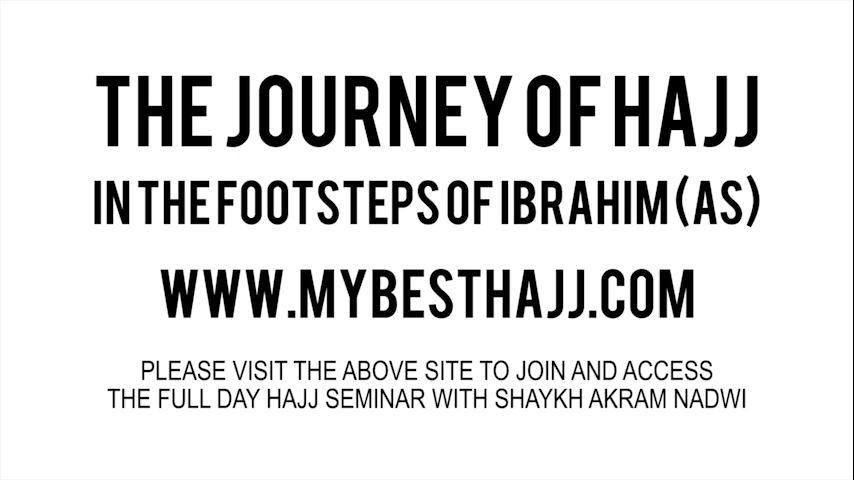 THE JOURNEY OF HAJJ
IN THE FOOTSTEPS OF IBRAHIM (AS)
WWW.MYBESTHAJJ.COM
PLEASE VISIT THE ABOVE SITE TO JOIN AND ACCESS
THE FULL DAY HAJJ SEMINAR WITH SHAYKH AKRAM NADWI